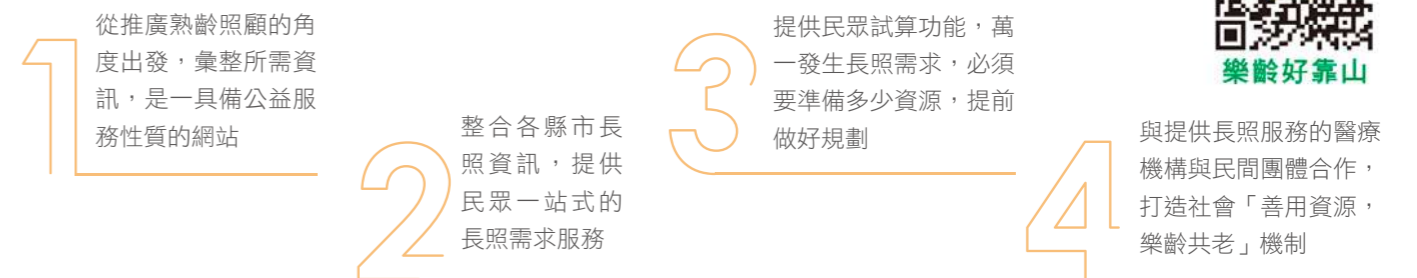 1
從推廣熟齡照顧的角
度出發，彙整所需資
訊，是一具備公益服
務性質的網站
2
整合各縣市長
照資訊，提供
民眾一站式的
長照需求服務
3
提供民眾試算功能，萬
一發生長照需求，必須
要準備多少資源，提前
做好規劃
樂齡好靠山
4
與提供長照服務的醫療
機構與民間團體合作，
打造社會「善用資源，
樂齡共老」機制